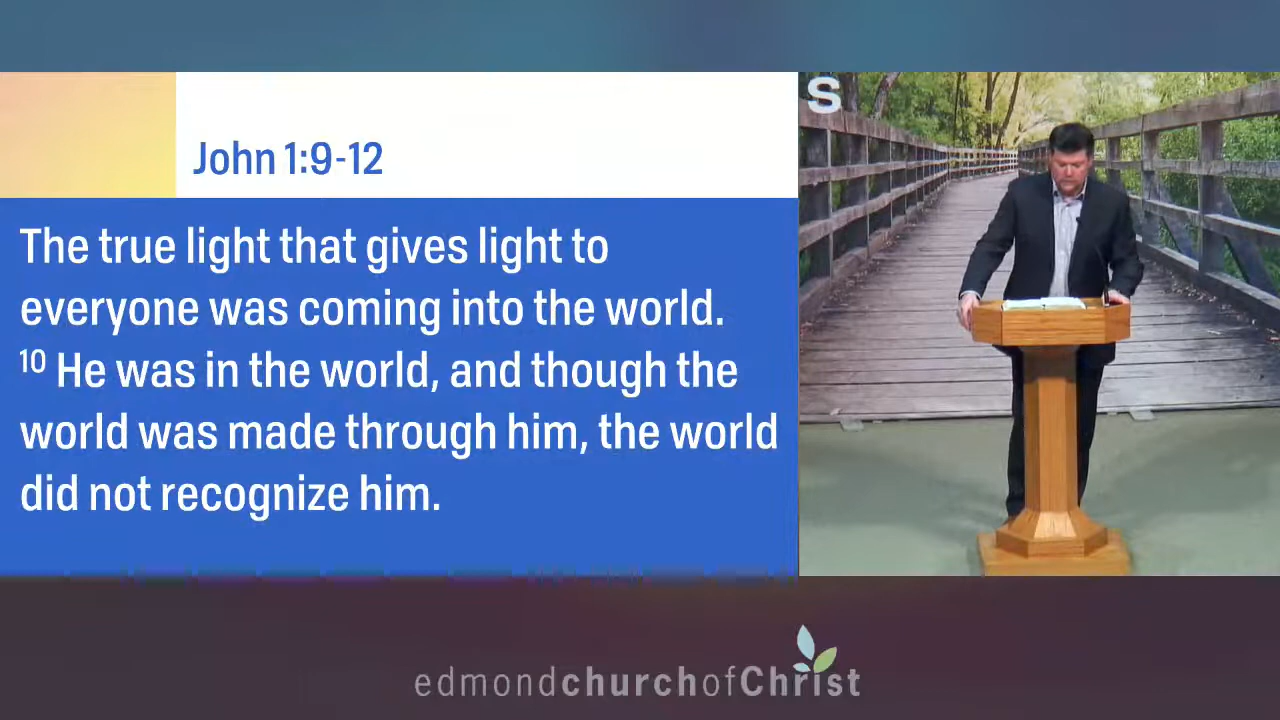 S
John 1:9-12
The true light that gives light to
everyone was coming into the world.
¹⁰ He was in the world, and though the
world was made through him, the world
did not recognize him.
edmondchurchofChrist